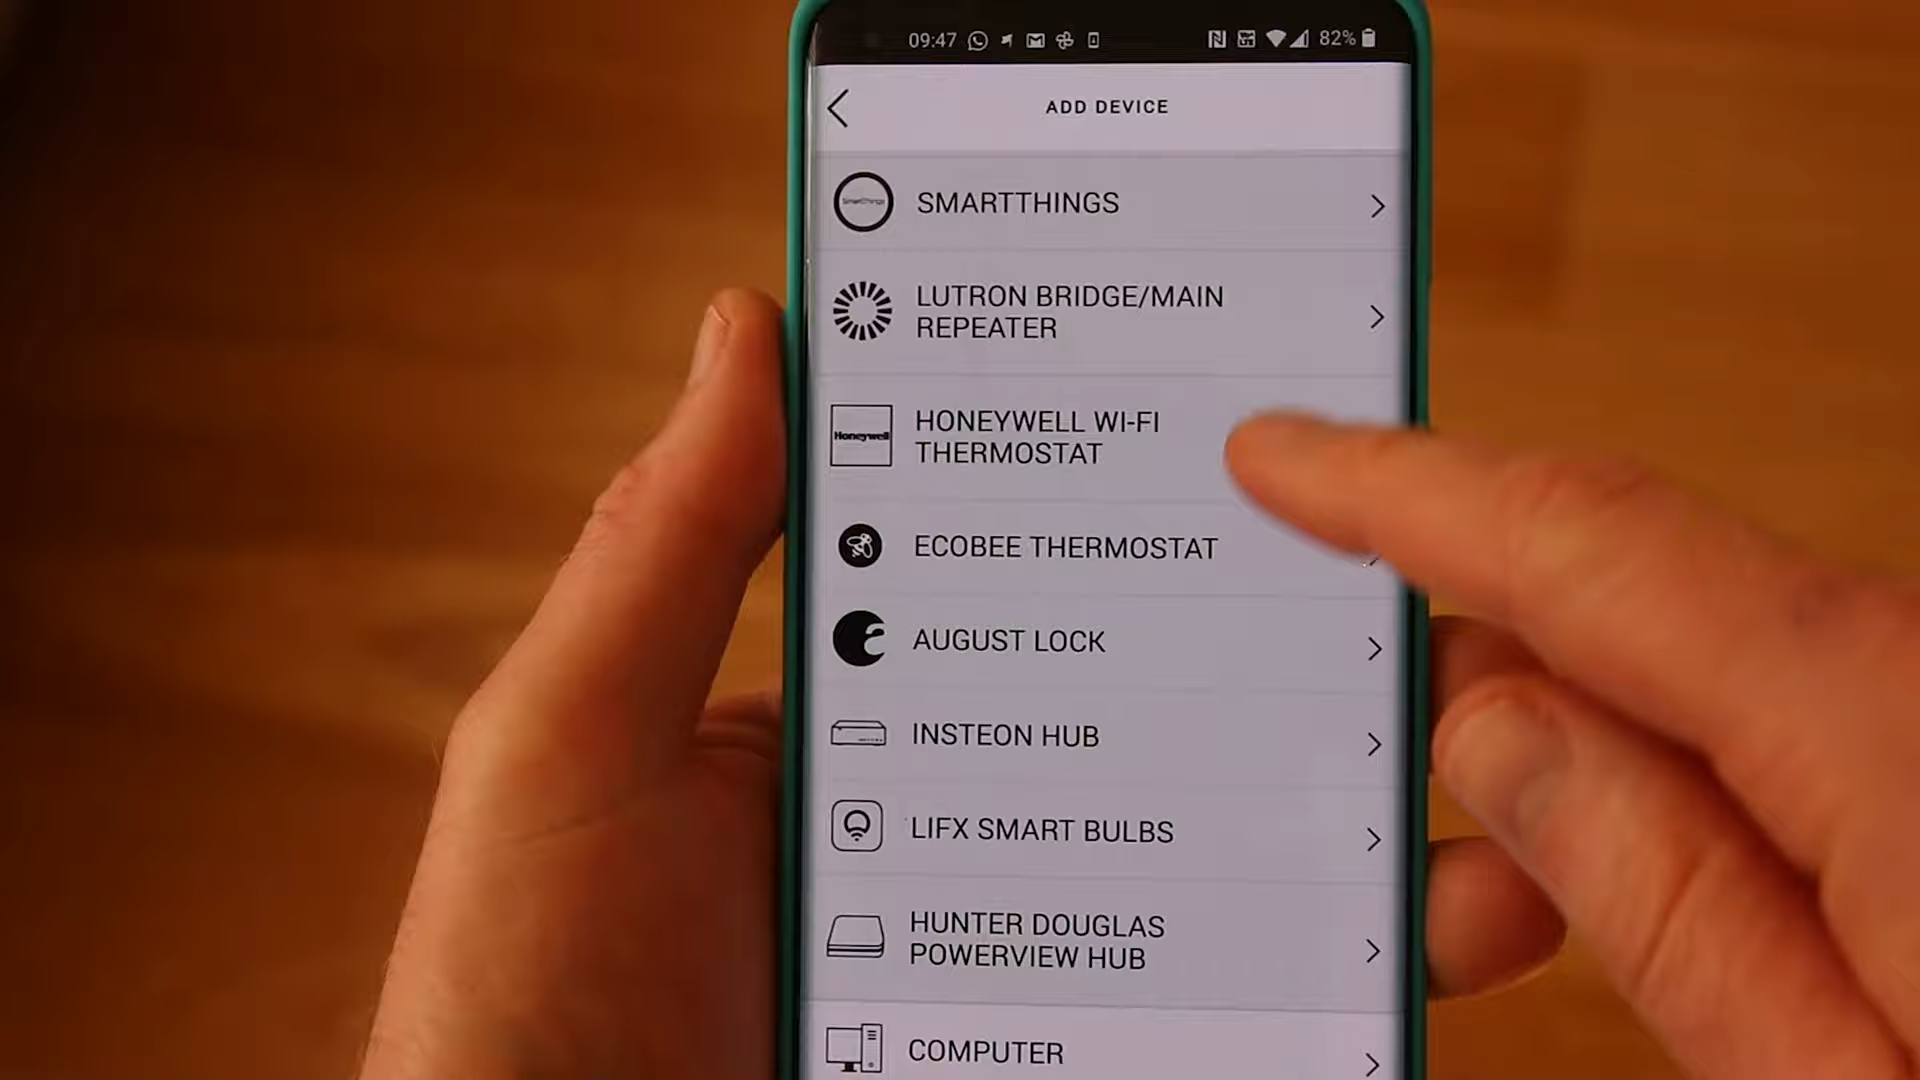 09:47
82%
ADD DEVICE
SmartThings
SMARTTHINGS
LUTRON BRIDGE/MAIN
REPEATER
Honeywell
HONEYWELL WI-FI
THERMOSTAT
ECOBEE THERMOSTAT
AUGUST LOCK
INSTEON HUB
LIFX SMART BULBS
HUNTER DOUGLAS
POWERVIEW HUB
COMPUTER